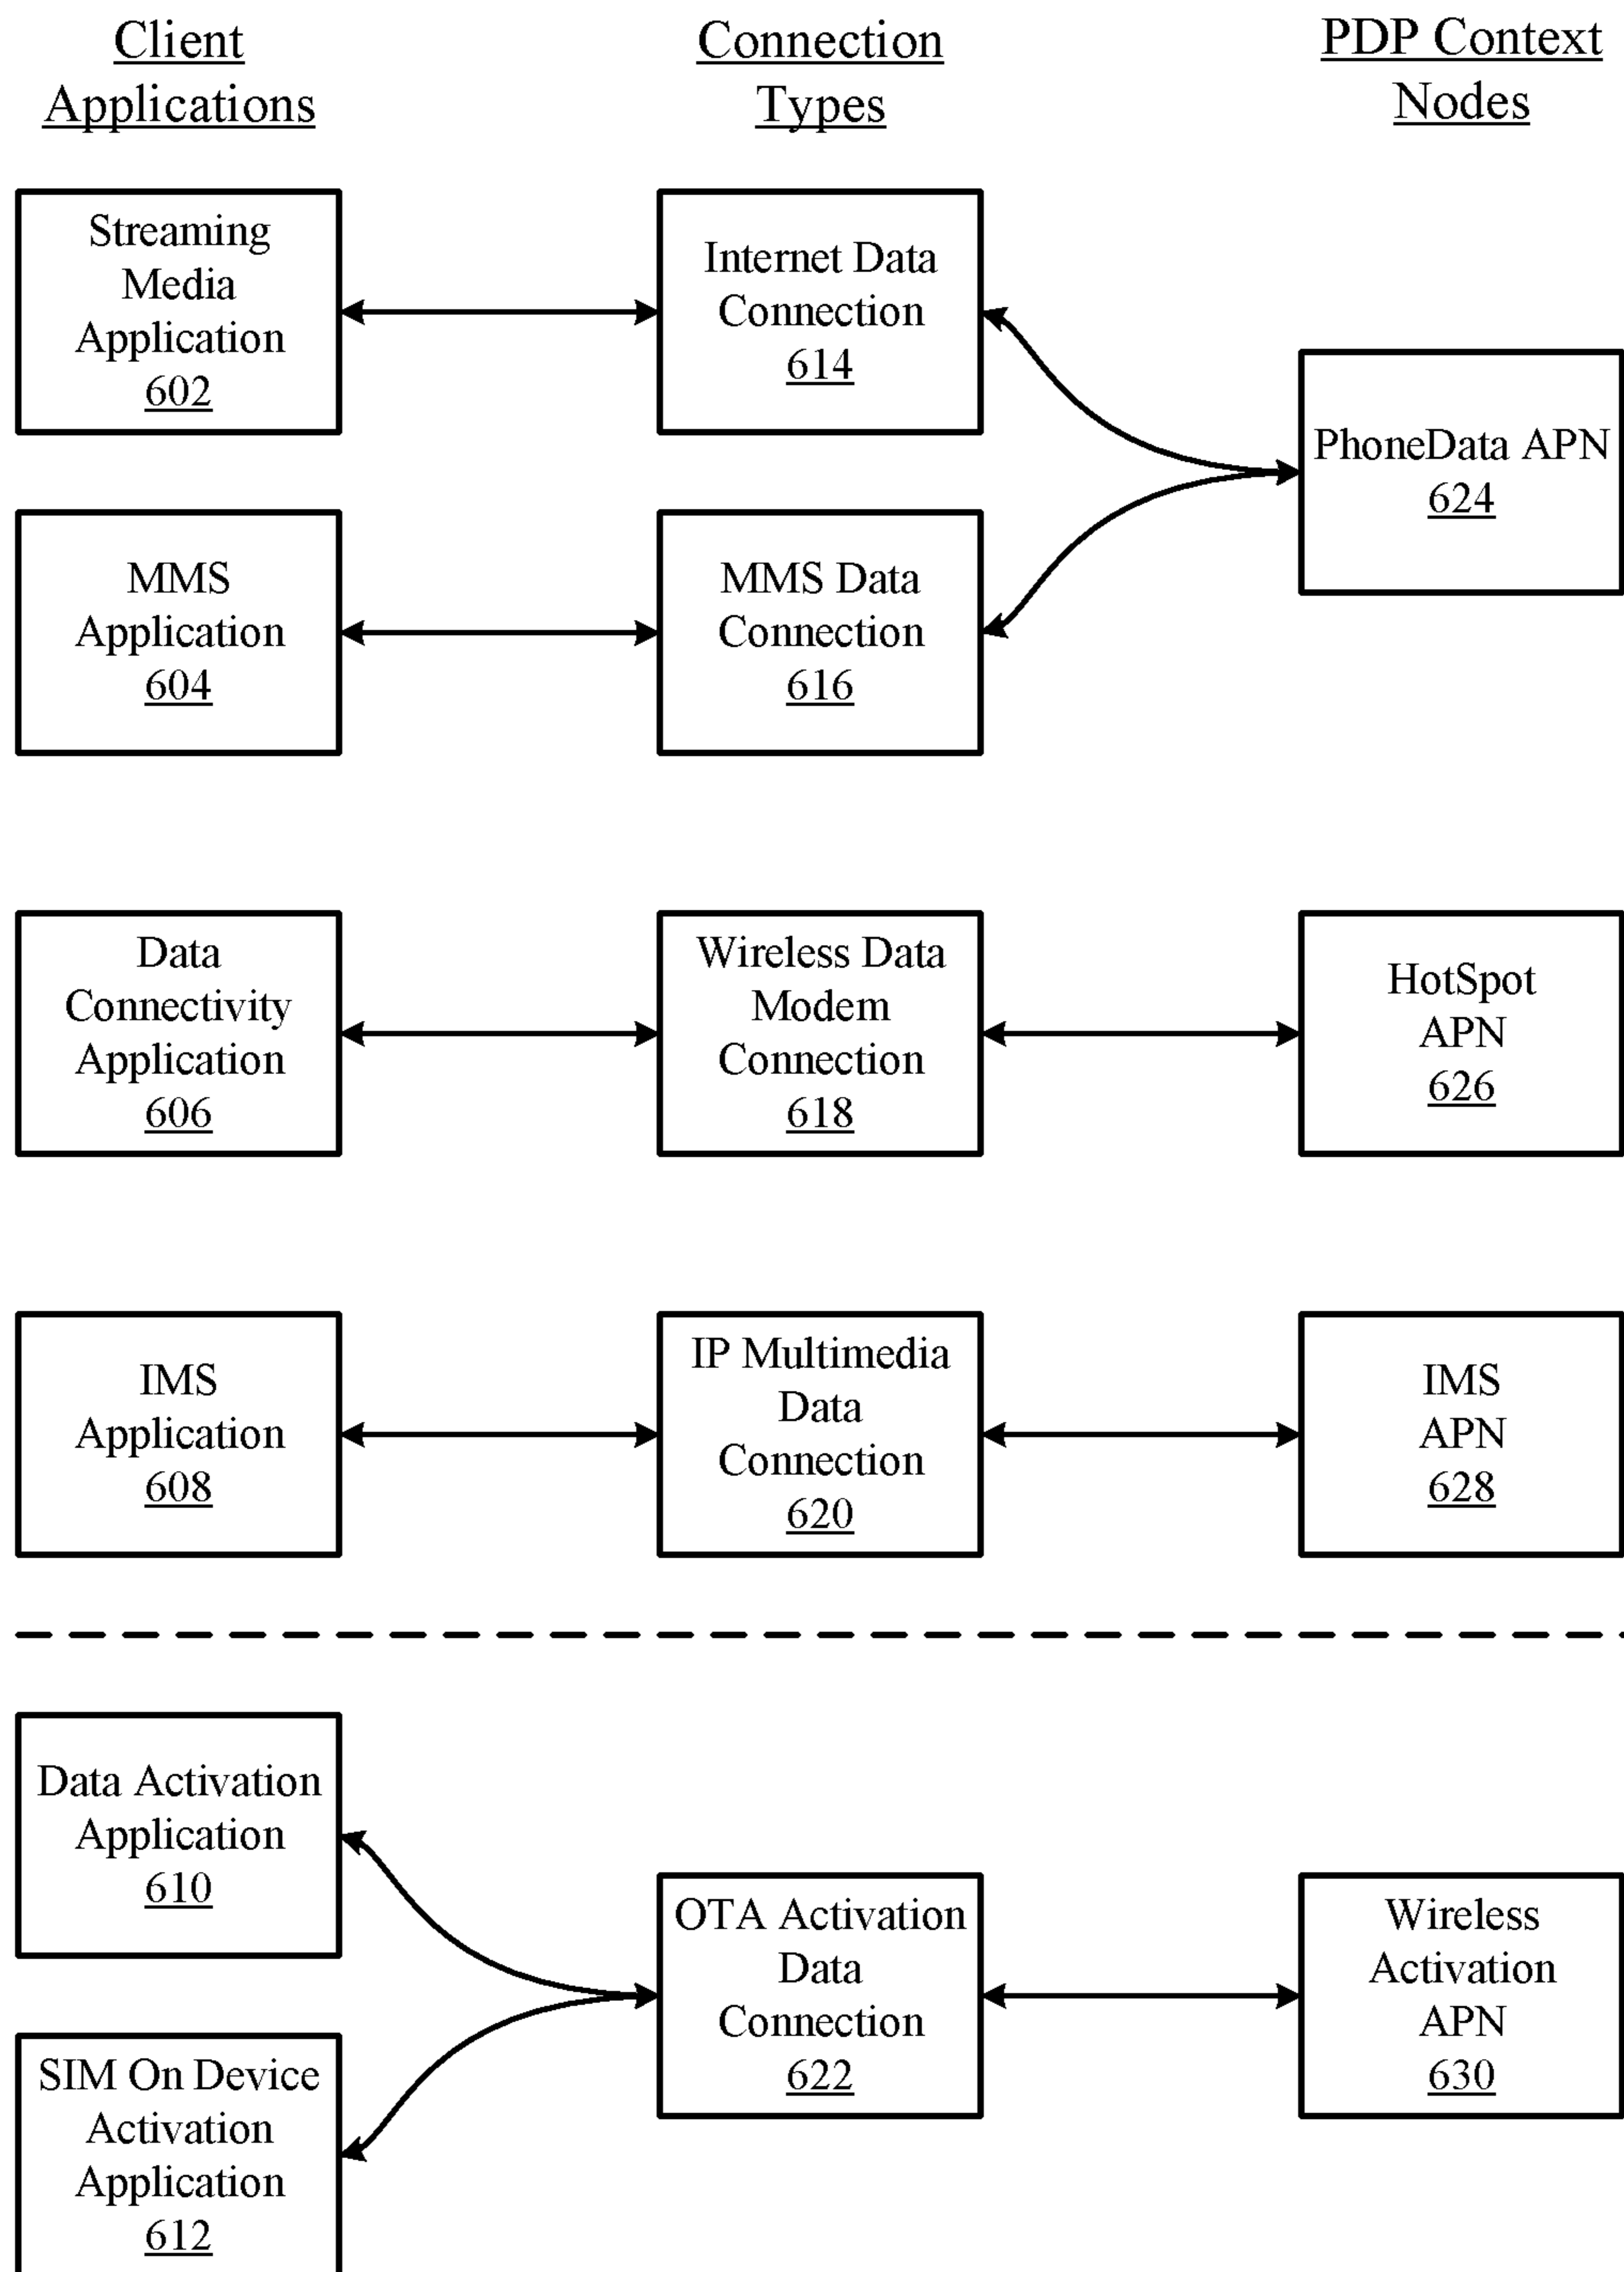 Client
Applications
Connection
Types
PDP Context
Nodes
Streaming
Media
Application
602
Internet Data
Connection
614
PhoneData APN
624
MMS
Application
604
MMS Data
Connection
616
Data
Connectivity
Application
606
Wireless Data
Modem
Connection
618
HotSpot
APN
626
IMS
Application
608
IP Multimedia
Data
Connection
620
IMS
APN
628
Data Activation
Application
610
OTA Activation
Data
Connection
622
Wireless
Activation
APN
630
SIM On Device
Activation
Application
612